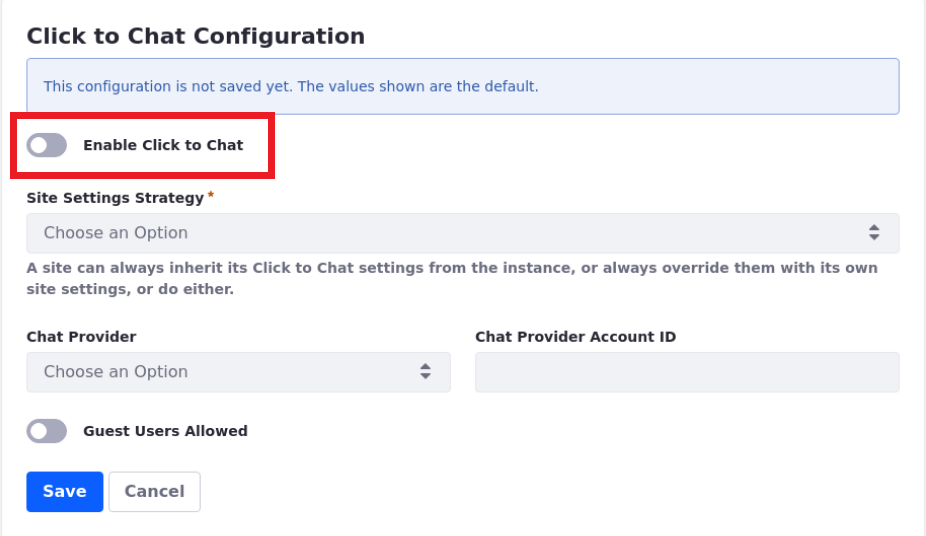 Click to Chat Configuration
This configuration is not saved yet. The values shown are the default.
Enable Click to Chat
Site Settings Strategy *
Choose an Option
A site can always inherit its Click to Chat settings from the instance, or always override them with its own
site settings, or do either.
Chat Provider
Chat Provider Account ID
Choose an Option
Guest Users Allowed
Save
Cancel